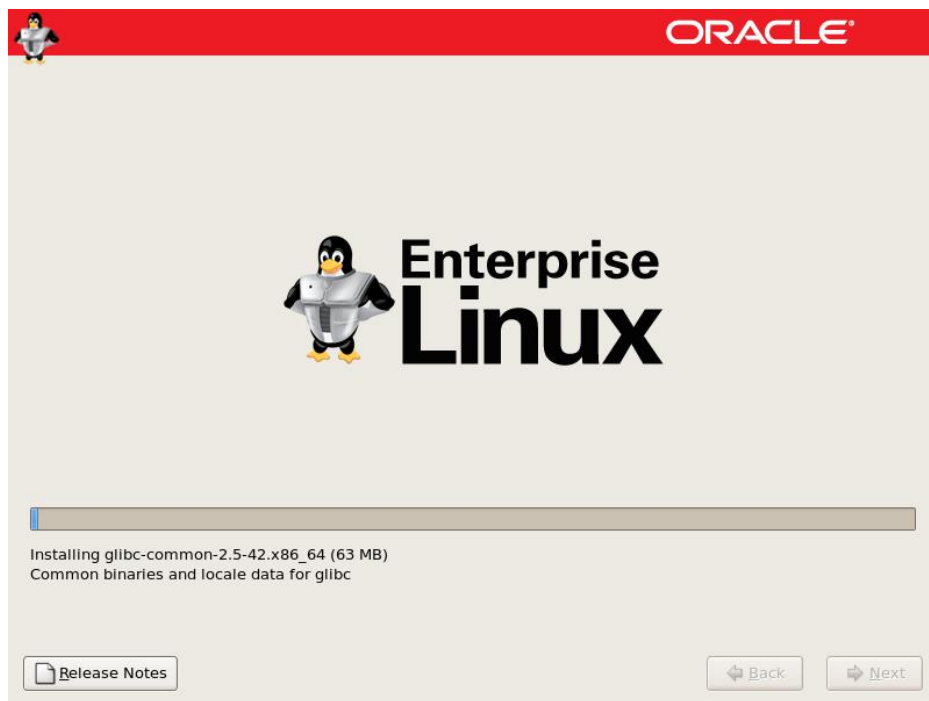 ORACLE®
Enterprise
Linux
Installing glibc-common-2.5-42.x86_64 (63 MB)
Common binaries and locale data for glibc
Release Notes
Back
Next